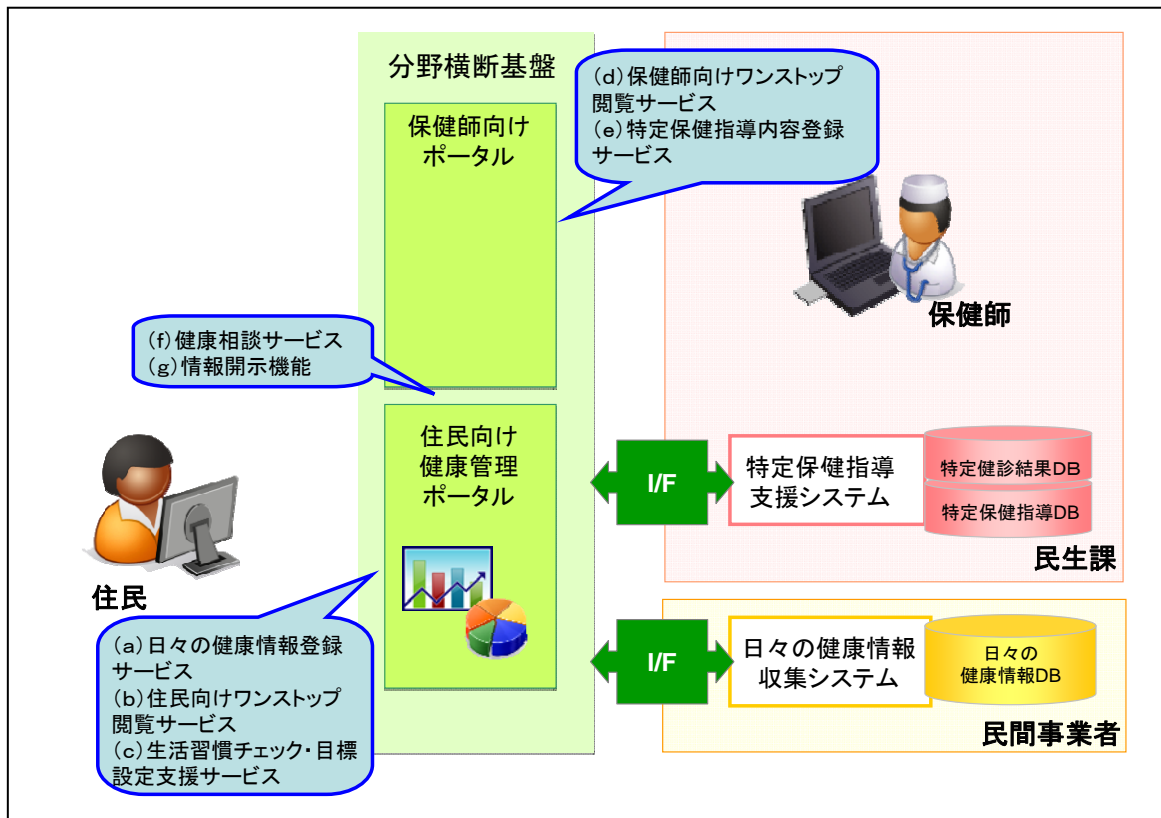 分野横断基盤
保健師向け
ポータル
(d)保健師向けワンストップ
閲覧サービス
(e)特定保健指導内容登録
サービス
保健師
(f)健康相談サービス
(g)情報開示機能
住民向け
健康管理
ポータル
I/F
特定保健指導
支援システム
特定健診結果DB
特定保健指導DB
民生課
住民
(a)日々の健康情報登録
サービス
(b)住民向けワンストップ
閲覧サービス
(c)生活習慣チェック・目標
設定支援サービス
I/F
日々の健康情報
収集システム
日々の
健康情報DB
民間事業者